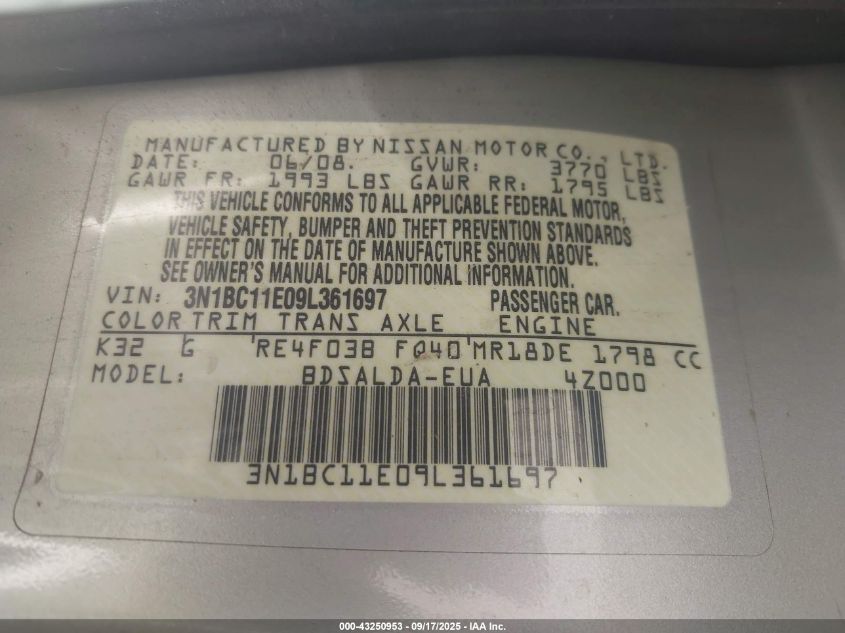 MANUFACTURED BY NISSAN MOTOR CO., LTD.
DATE: 06/08. GVWR: 3770 LBS
GAWR FR: 1993 LBS GAWR RR: 1795 LBS
THIS VEHICLE CONFORMS TO ALL APPLICABLE FEDERAL MOTOR,
VEHICLE SAFETY, BUMPER AND THEFT PREVENTION STANDARDS
IN EFFECT ON THE DATE OF MANUFACTURE SHOWN ABOVE.
SEE OWNER'S MANUAL FOR ADDITIONAL INFORMATION.
VIN: 3N1BC11E09L361697 PASSENGER CAR.
COLOR TRIM TRANS AXLE ENGINE
K32 G RE4F03B FQ40 MR18DE 1798 CC
MODEL: BDSALDA-EUA 4Z000
3N1BC11E09L361697
000-43250953 - 09/17/2025 - IAA Inc.